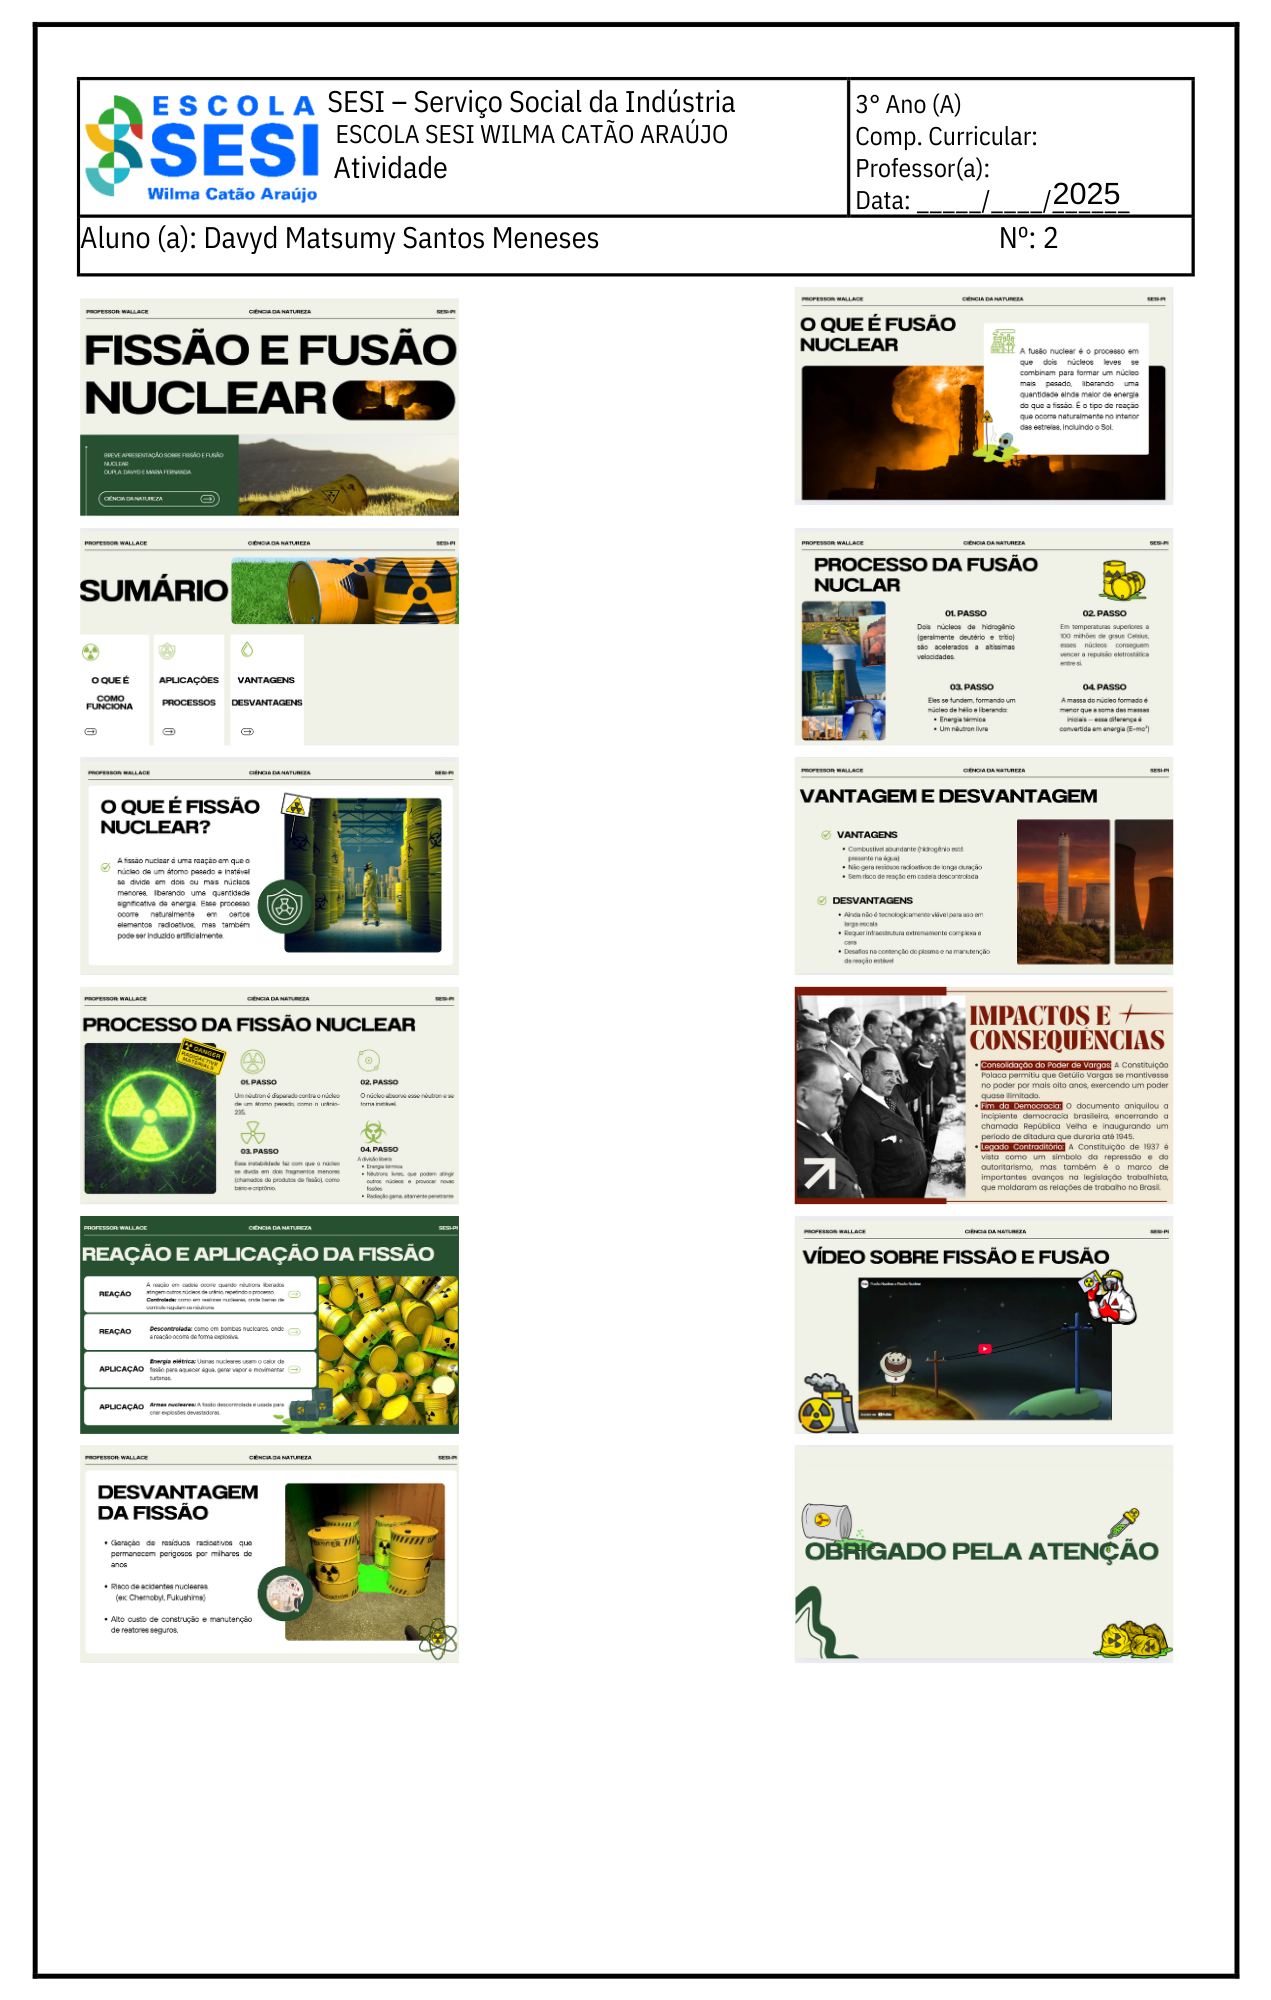 ESCOLA
SESI
Wilma Catão Araújo
SESI – Serviço Social da Indústria
ESCOLA SESI WILMA CATÃO ARAÚJO
Atividade
3° Ano (A)
Comp. Curricular:
Professor(a):
Data: _____/____/2025
Aluno (a): Davyd Matsumy Santos Meneses Nº: 2
PROFESSOR: WALLACE CIÊNCIA DA NATUREZA SESI-PI
FISSÃO E FUSÃO
NUCLEAR
BREVE APRESENTAÇÃO SOBRE FISSÃO E FUSÃO
NUCLEAR
DUPLA: DAVYD E MARIA FERNANDA
CIÊNCIA DA NATUREZA
PROFESSOR: WALLACE CIÊNCIA DA NATUREZA SESI-PI
SUMÁRIO
O QUE É
COMO
FUNCIONA
APLICAÇÕES
PROCESSOS
VANTAGENS
DESVANTAGENS
PROFESSOR: WALLACE CIÊNCIA DA NATUREZA SESI-PI
O QUE É FISSÃO
NUCLEAR?
A fissão nuclear é uma reação em que o
núcleo de um átomo pesado e instável
se divide em dois ou mais núcleos
menores, liberando uma quantidade
significativa de energia. Esse processo
ocorre naturalmente em certos
elementos radioativos, mas também
pode ser induzido artificialmente.
PROFESSOR: WALLACE CIÊNCIA DA NATUREZA SESI-PI
PROCESSO DA FISSÃO NUCLEAR
DANGER
RADIOACTIVE
MATERIALS
01. PASSO
Um nêutron é disparado contra o núcleo
de um átomo pesado, como o urânio-
235.
02. PASSO
O núcleo absorve esse nêutron e se
torna instável.
03. PASSO
Essa instabilidade faz com que o núcleo
se divida em dois fragmentos menores
(chamados de produtos de fissão), como
bário e criptônio.
04. PASSO
A divisão libera:
• Energia térmica
• Nêutrons livres, que podem atingir
outros núcleos e provocar novas
fissões
• Radiação gama, altamente penetrante
PROFESSOR: WALLACE CIÊNCIA DA NATUREZA SESI-PI
REAÇÃO E APLICAÇÃO DA FISSÃO
REAÇÃO
A reação em cadeia ocorre quando nêutrons liberados
atingem outros núcleos de urânio, repetindo o processo.
Controlada: como em reatores nucleares, onde barras de
controle regulam os nêutrons.
REAÇÃO
Descontrolada: como em bombas nucleares, onde
a reação ocorre de forma explosiva.
APLICAÇÃO
Energia elétrica: Usinas nucleares usam o calor da
fissão para aquecer água, gerar vapor e movimentar
turbinas.
APLICAÇÃO
Armas nucleares: A fissão descontrolada é usada para
criar explosões devastadoras.
PROFESSOR: WALLACE CIÊNCIA DA NATUREZA SESI-PI
DESVANTAGEM
DA FISSÃO
• Geração de resíduos radioativos que
permanecem perigosos por milhares de
anos
• Risco de acidentes nucleares.
(ex: Chernobyl, Fukushima)
• Alto custo de construção e manutenção
de reatores seguros.
PROFESSOR: WALLACE CIÊNCIA DA NATUREZA SESI-PI
O QUE É FUSÃO
NUCLEAR
A fusão nuclear é o processo em
que dois núcleos leves se
combinam para formar um núcleo
mais pesado, liberando uma
quantidade ainda maior de energia
do que a fissão. É o tipo de reação
que ocorre naturalmente no interior
das estrelas, incluindo o Sol.
PROFESSOR: WALLACE CIÊNCIA DA NATUREZA SESI-PI
PROCESSO DA FUSÃO
NUCLAR
01. PASSO
Dois núcleos de hidrogênio
(geralmente deutério e trítio)
são acelerados a altíssimas
velocidades.
02. PASSO
Em temperaturas superiores a
100 milhões de graus Celsius,
esses núcleos conseguem
vencer a repulsão eletrostática
entre si.
03. PASSO
Eles se fundem, formando um
núcleo de hélio e liberando:
• Energia térmica
• Um nêutron livre
04. PASSO
A massa do núcleo formado é
menor que a soma das massas
iniciais — essa diferença é
convertida em energia (E=mc²)
PROFESSOR: WALLACE CIÊNCIA DA NATUREZA SESI-PI
VANTAGEM E DESVANTAGEM
VANTAGENS
• Combustível abundante (hidrogênio está
presente na água)
• Não gera resíduos radioativos de longa duração
• Sem risco de reação em cadeia descontrolada
DESVANTAGENS
• Ainda não é tecnologicamente viável para uso em
larga escala
• Requer infraestrutura extremamente complexa e
cara
• Desafios na contenção do plasma e na manutenção
da reação estável
IMPACTOS E
CONSEQUÊNCIAS
• Consolidação do Poder de Vargas: A Constituição
Polaca permitiu que Getúlio Vargas se mantivesse
no poder por mais oito anos, exercendo um poder
quase ilimitado.
• Fim da Democracia: O documento aniquilou a
incipiente democracia brasileira, encerrando a
chamada República Velha e inaugurando um
período de ditadura que duraria até 1945.
• Legado Contraditório: A Constituição de 1937 é
vista como um símbolo da repressão e do
autoritarismo, mas também é o marco de
importantes avanços na legislação trabalhista,
que moldaram as relações de trabalho no Brasil.
PROFESSOR: WALLACE CIÊNCIA DA NATUREZA SESI-PI
VÍDEO SOBRE FISSÃO E FUSÃO
OBRIGADO PELA ATENÇÃO